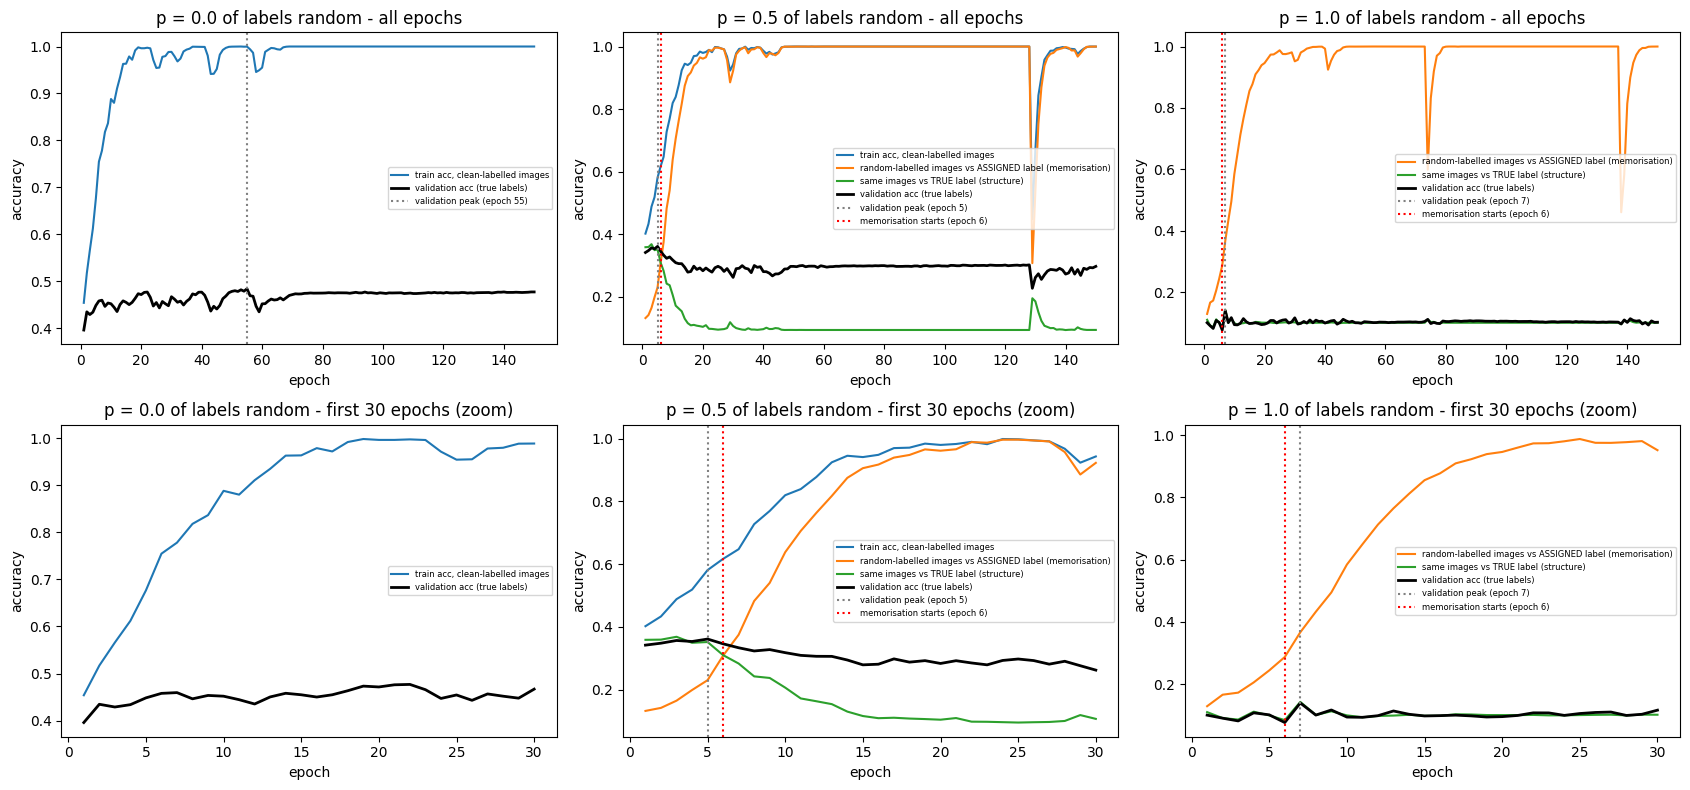 p = 0.0 of labels random - all epochs
accuracy
1.0
0.9
0.8
0.7
0.6
0.5
0.4
train acc, clean-labelled images
validation acc (true labels)
validation peak (epoch 55)
0 20 40 60 80 100 120 140
epoch
p = 0.5 of labels random - all epochs
accuracy
1.0
0.8
0.6
0.4
0.2
train acc, clean-labelled images
random-labelled images vs ASSIGNED label (memorisation)
same images vs TRUE label (structure)
validation acc (true labels)
validation peak (epoch 5)
memorisation starts (epoch 6)
0 20 40 60 80 100 120 140
epoch
p = 1.0 of labels random - all epochs
accuracy
1.0
0.8
0.6
0.4
0.2
random-labelled images vs ASSIGNED label (memorisation)
same images vs TRUE label (structure)
validation acc (true labels)
validation peak (epoch 7)
memorisation starts (epoch 6)
0 20 40 60 80 100 120 140
epoch
p = 0.0 of labels random - first 30 epochs (zoom)
accuracy
1.0
0.9
0.8
0.7
0.6
0.5
0.4
train acc, clean-labelled images
validation acc (true labels)
0 5 10 15 20 25 30
epoch
p = 0.5 of labels random - first 30 epochs (zoom)
accuracy
1.0
0.8
0.6
0.4
0.2
train acc, clean-labelled images
random-labelled images vs ASSIGNED label (memorisation)
same images vs TRUE label (structure)
validation acc (true labels)
validation peak (epoch 5)
memorisation starts (epoch 6)
0 5 10 15 20 25 30
epoch
p = 1.0 of labels random - first 30 epochs (zoom)
accuracy
1.0
0.8
0.6
0.4
0.2
random-labelled images vs ASSIGNED label (memorisation)
same images vs TRUE label (structure)
validation acc (true labels)
validation peak (epoch 7)
memorisation starts (epoch 6)
0 5 10 15 20 25 30
epoch